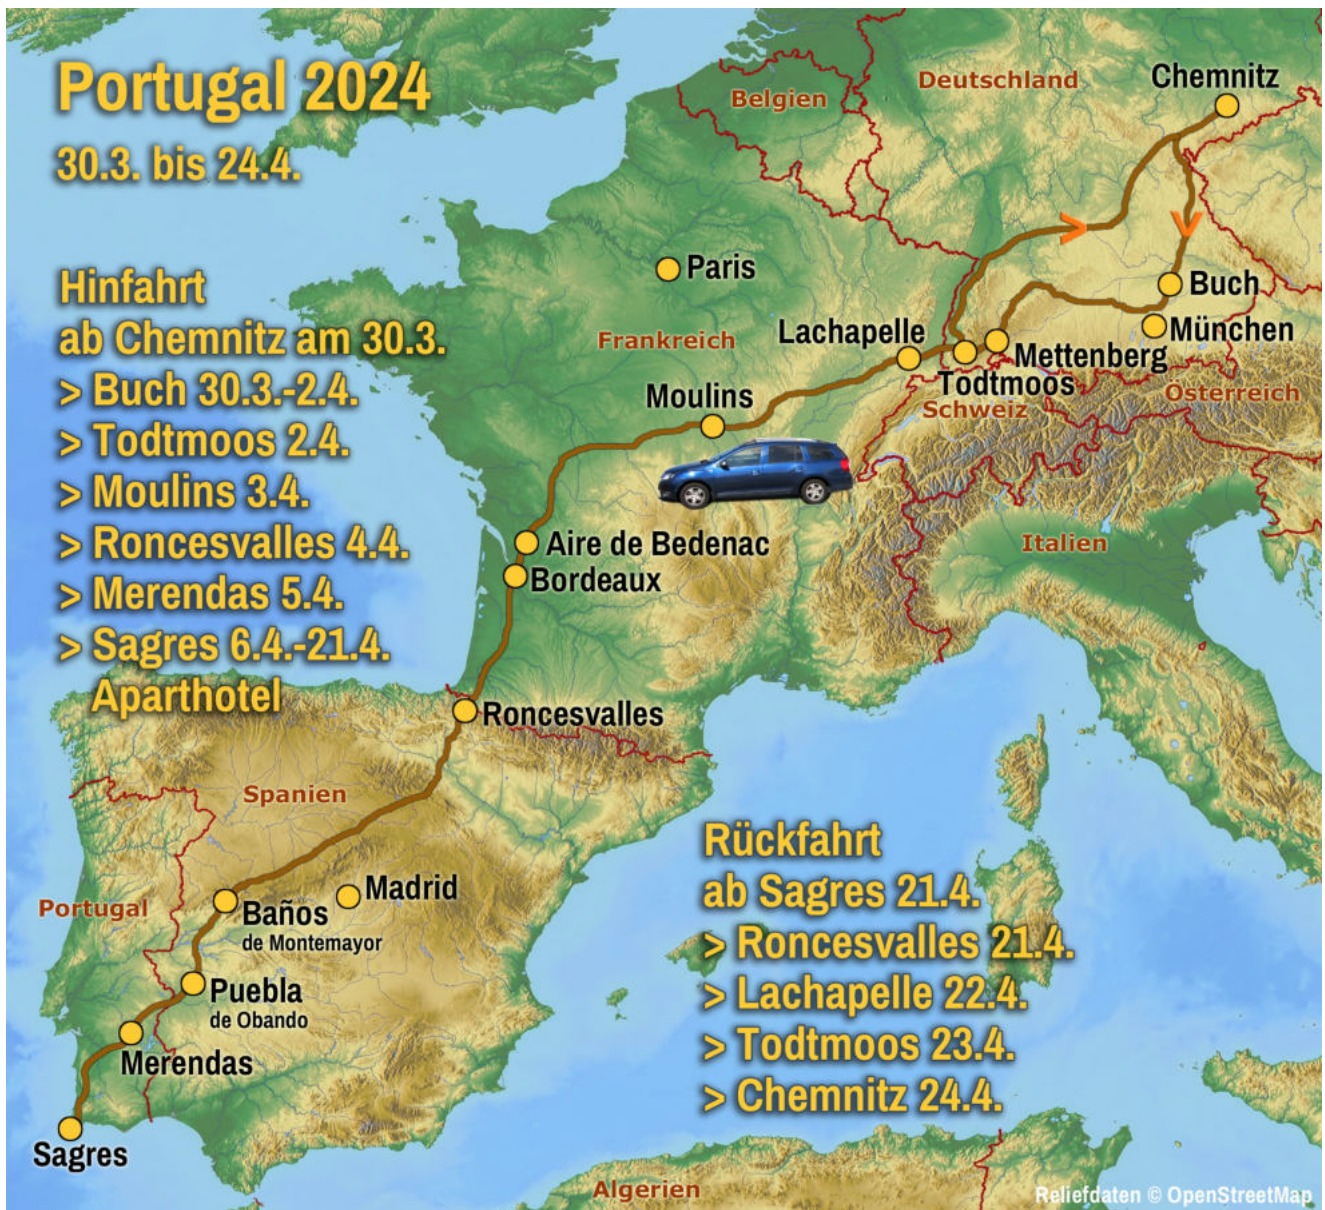 Portugal 2024
30.3. bis 24.4.
Hinfahrt
ab Chemnitz am 30.3.
> Buch 30.3.-2.4.
> Todtmoos 2.4.
> Moulins 3.4.
> Roncesvalles 4.4.
> Merendas 5.4.
> Sagres 6.4.-21.4.
Aparthotel
Belgien
Deutschland
Chemnitz
Paris
Frankreich
Lachapelle
Buch
München
Mettenberg
Todtmoos
Schweiz
Österreich
Moulins
Aire de Bedenac
Bordeaux
Italien
Roncesvalles
Spanien
Madrid
Portugal
Baños
de Montemayor
Puebla
de Obando
Merendas
Sagres
Rückfahrt
ab Sagres 21.4.
> Roncesvalles 21.4.
> Lachapelle 22.4.
> Todtmoos 23.4.
> Chemnitz 24.4.
Algerien
Reliefdaten © OpenStreetMap